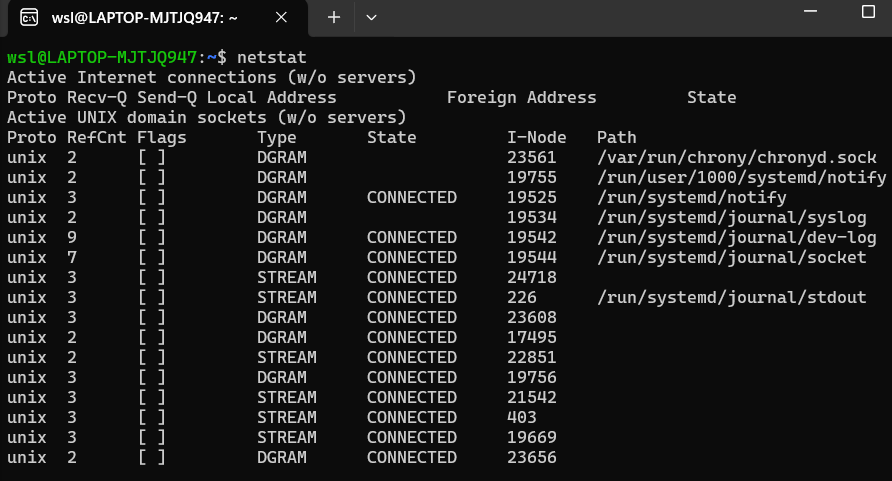 wsl@LAPTOP-MJTJQ947: ~
wsl@LAPTOP-MJTJQ947:~$ netstat
Active Internet connections (w/o servers)
Proto Recv-Q Send-Q Local Address           Foreign Address         State
Active UNIX domain sockets (w/o servers)
Proto RefCnt Flags       Type       State         I-Node   Path
unix  2      [ ]         DGRAM                    23561    /var/run/chrony/chronyd.sock
unix  2      [ ]         DGRAM                    19755    /run/user/1000/systemd/notify
unix  3      [ ]         DGRAM      CONNECTED     19525    /run/systemd/notify
unix  2      [ ]         DGRAM                    19534    /run/systemd/journal/syslog
unix  9      [ ]         DGRAM      CONNECTED     19542    /run/systemd/journal/dev-log
unix  7      [ ]         DGRAM      CONNECTED     19544    /run/systemd/journal/socket
unix  3      [ ]         STREAM     CONNECTED     24718
unix  3      [ ]         STREAM     CONNECTED     226      /run/systemd/journal/stdout
unix  3      [ ]         DGRAM      CONNECTED     23608
unix  2      [ ]         DGRAM      CONNECTED     17495
unix  2      [ ]         STREAM     CONNECTED     22851
unix  3      [ ]         DGRAM      CONNECTED     19756
unix  3      [ ]         STREAM     CONNECTED     21542
unix  3      [ ]         STREAM     CONNECTED     403
unix  3      [ ]         STREAM     CONNECTED     19669
unix  2      [ ]         DGRAM      CONNECTED     23656